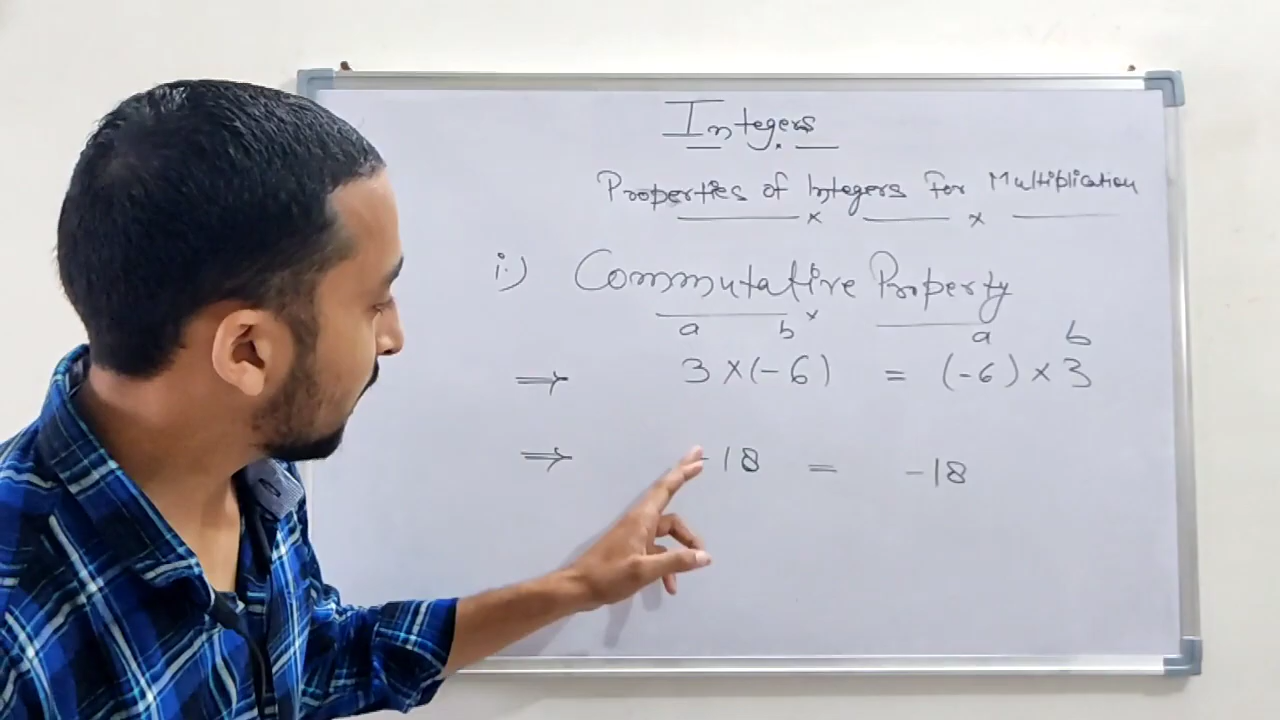 Integers
Properties of Integers For Multiplication
i.) Commutative Property
a b a b
⇒ 3 ×(-6) = (-6) × 3
⇒ -18 = -18